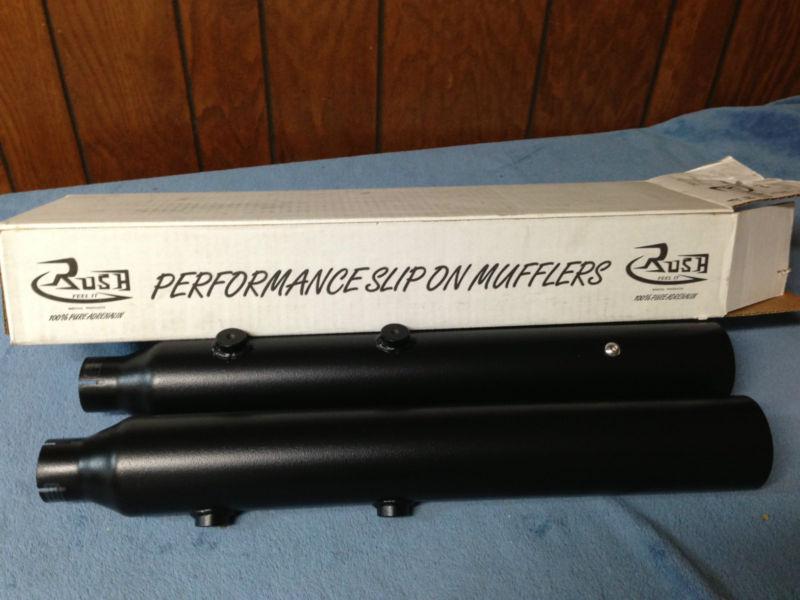 RUSH
FEEL IT
100% PURE ADRENALIN
PERFORMANCE SLIP ON MUFFLERS
RUSH
FEEL IT
100% PURE ADRENALIN